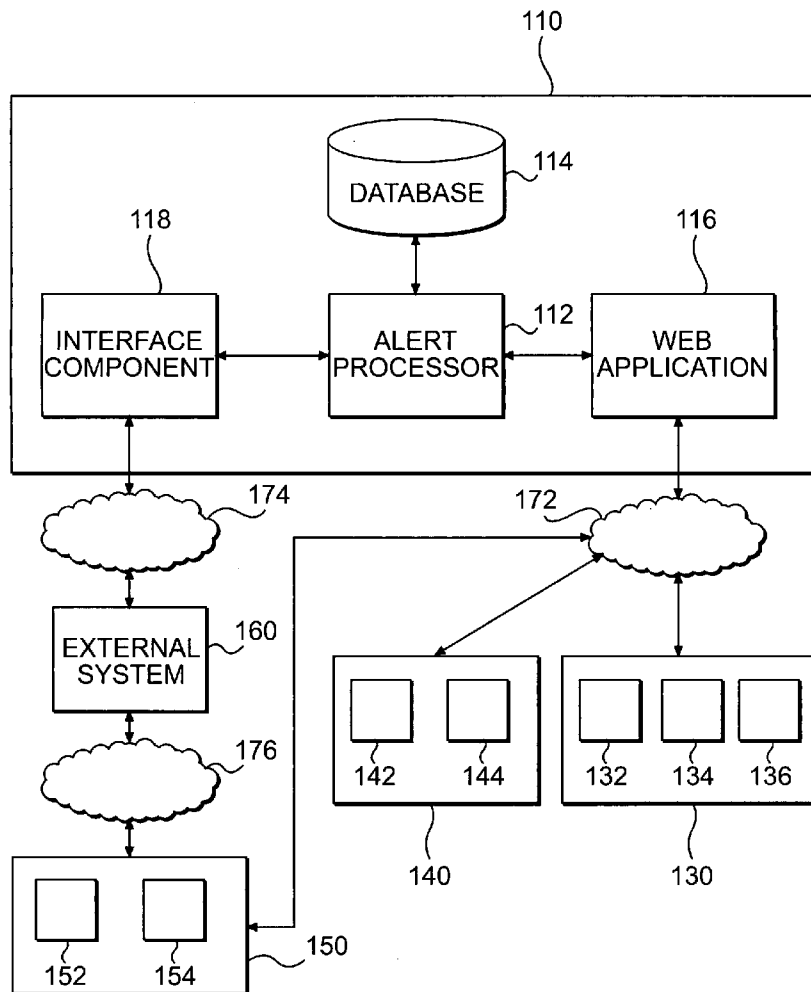 110
DATABASE
114
118
116
INTERFACE
COMPONENT
ALERT
PROCESSOR
112
WEB
APPLICATION
174
172
EXTERNAL
SYSTEM
160
176
142
144
132
134
136
140
130
152
154
150